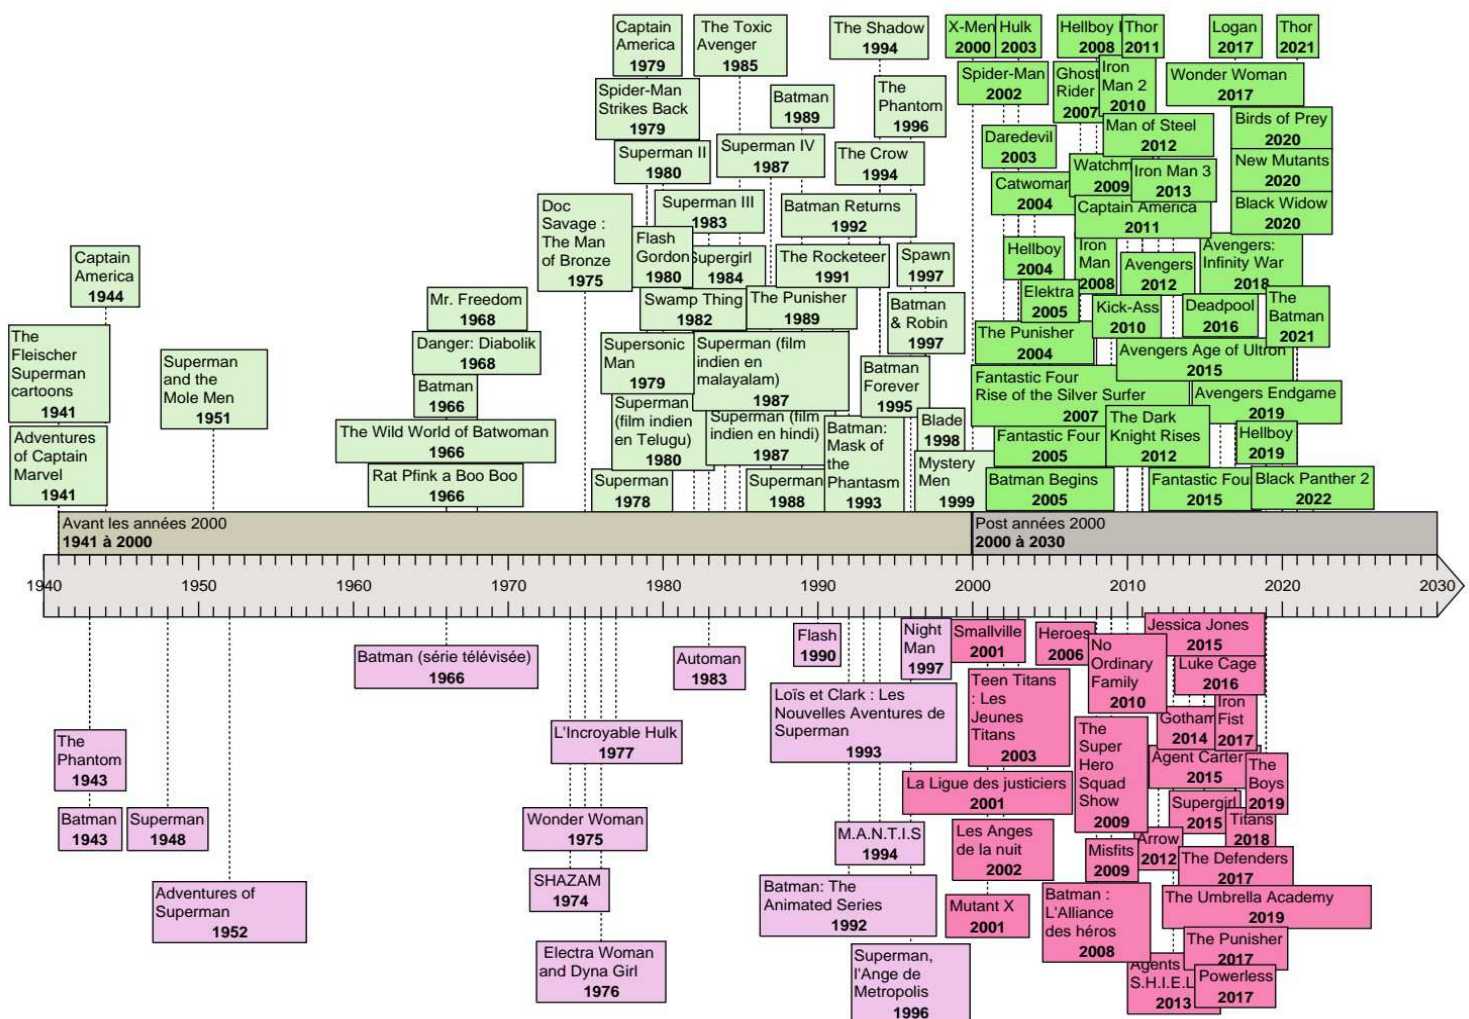 Captain
America
1979
The Toxic
Avenger
1985
The Shadow
1994
X-Men
2000
Hulk
2003
Hellboy
2008
Thor
2011
Logan
2017
Thor
2021
Spider-Man
Strikes Back
1979
Batman
1989
The
Phantom
1996
Spider-Man
2002
Ghost
Rider
2007
Iron
Man 2
2010
Wonder Woman
2017
Superman II
1980
Superman IV
1987
The Crow
1994
Daredevil
2003
Man of Steel
2012
Birds of Prey
2020
Doc
Savage :
The Man
of Bronze
1975
Superman III
1983
Batman Returns
1992
Catwoman
2004
Watchm
2009
Iron Man 3
2013
New Mutants
2020
Captain America
2011
Black Widow
2020
Captain
America
1944
Flash
Gordon
1980
Supergirl
1984
The Rocketeer
1991
Spawn
1997
Hellboy
2004
Iron
Man
2008
Avengers
2012
Avengers:
Infinity War
2018
Mr. Freedom
1968
Swamp Thing
1982
The Punisher
1989
Batman
& Robin
1997
Elektra
2005
Kick-Ass
2010
Deadpool
2016
The
Batman
2021
The
Fleischer
Superman
cartoons
1941
Superman
and the
Mole Men
1951
Danger: Diabolik
1968
Supersonic
Man
1979
Superman (film
indien en
malayalam)
1987
Batman
Forever
1995
The Punisher
2004
Avengers Age of Ultron
2015
Batman
1966
Superman
(film indien
en Telugu)
1980
Superman (film
indien en hindi)
1987
Fantastic Four
Rise of the Silver Surfer
2007
Avengers Endgame
2019
Adventures
of Captain
Marvel
1941
The Wild World of Batwoman
1966
Batman:
Mask of
the
Phantasm
1993
Blade
1998
Fantastic Four
2005
The Dark
Knight Rises
2012
Hellboy
2019
Rat Pfink a Boo Boo
1966
Superman
1978
Superman
1988
Mystery
Men
1999
Batman Begins
2005
Fantastic Fou
2015
Black Panther 2
2022
Avant les années 2000
1941 à 2000
Post années 2000
2000 à 2030
1940 1950 1960 1970 1980 1990 2000 2010 2020 2030
Batman (série télévisée)
1966
Automan
1983
Flash
1990
Night
Man
1997
Smallville
2001
Heroes
2006
No
Ordinary
Family
2010
Jessica Jones
2015
Luke Cage
2016
The
Phantom
1943
L'Incroyable Hulk
1977
Loïs et Clark : Les
Nouvelles Aventures de
Superman
1993
Teen Titans
: Les
Jeunes
Titans
2003
The
Super
Hero
Squad
Show
2009
Gotham
2014
Iron
Fist
2017
Agent Carter
2015
The
Boys
2019
Batman
1943
Superman
1948
Wonder Woman
1975
La Ligue des justiciers
2001
Supergirl
2015
Titans
2018
M.A.N.T.I.S
1994
Les Anges
de la nuit
2002
Misfits
2009
Arrow
2012
The Defenders
2017
Adventures of
Superman
1952
SHAZAM
1974
Batman: The
Animated Series
1992
Mutant X
2001
Batman :
L'Alliance
des héros
2008
The Umbrella Academy
2019
Electra Woman
and Dyna Girl
1976
Superman,
l'Ange de
Metropolis
1996
Agents
S.H.I.E.L
2013
The Punisher
2017
Powerless
2017